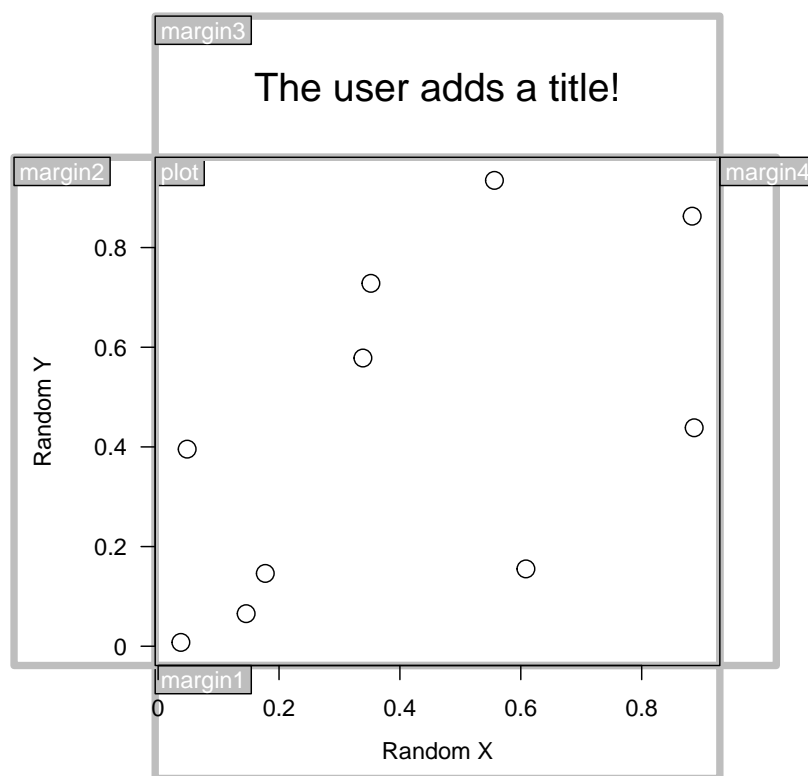 margin3
The user adds a title!
margin2
plot
margin4
0.8
0.6
0.4
0.2
0
Random Y
margin1
0 0.2 0.4 0.6 0.8
Random X